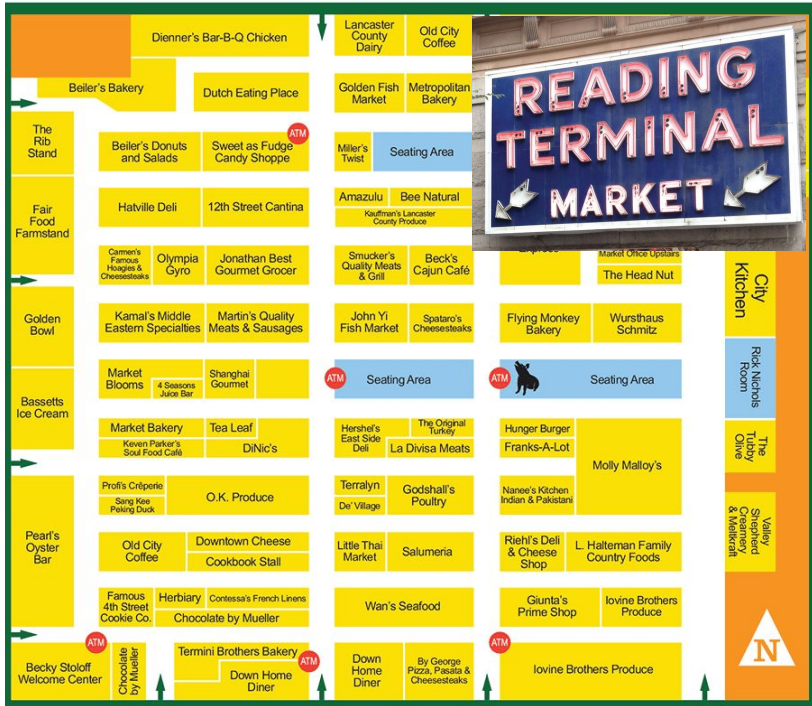 Dienner's Bar-B-Q Chicken
Lancaster
County
Dairy
Old City
Coffee
READING
TERMINAL
MARKET
Beiler's Bakery
Dutch Eating Place
Golden Fish
Market
Metropolitan
Bakery
The
Rib
Stand
Beiler's Donuts
and Salads
Sweet as Fudge
Candy Shoppe
ATM
Miller's
Twist
Seating Area
Fair
Food
Farmstand
Hatville Deli
12th Street Cantina
Amazulu
Bee Natural
Kauffman's Lancaster
County Produce
Carmen's
Famous
Hoagies &
Cheesesteaks
Olympia
Gyro
Jonathan Best
Gourmet Grocer
Smucker's
Quality Meats
& Grill
Beck's
Cajun Café
Market Office Upstairs
The Head Nut
City
Kitchen
Golden
Bowl
Kamal's Middle
Eastern Specialties
Martin's Quality
Meats & Sausages
John Yi
Fish Market
Spataro's
Cheesesteaks
Flying Monkey
Bakery
Wursthaus
Schmitz
Rick Nichols
Room
Bassetts
Ice Cream
Market
Blooms
4 Seasons
Juice Bar
Shanghai
Gourmet
ATM
Seating Area
ATM
Seating Area
Market Bakery
Keven Parker's
Soul Food Café
Tea Leaf
DiNic's
Hershel's
East Side
Deli
The Original
Turkey
La Divisa Meats
Hunger Burger
Franks-A-Lot
Molly Malloy's
The
Tubby
Olive
Pearl's
Oyster
Bar
Profi's Crêperie
Sang Kee
Peking Duck
O.K. Produce
Terralyn
De' Village
Godshall's
Poultry
Nanee's Kitchen
Indian & Pakistani
Valley
Shepherd
Creamery
& Meltkraft
Old City
Coffee
Downtown Cheese
Cookbook Stall
Little Thai
Market
Salumeria
Riehl's Deli
& Cheese
Shop
L. Halteman Family
Country Foods
Famous
4th Street
Cookie Co.
Herbiary
Contessa's French Linens
Chocolate by Mueller
Wan's Seafood
Giunta's
Prime Shop
Iovine Brothers
Produce
ATM
Becky Stoloff
Welcome Center
Chocolate
by Mueller
Termini Brothers Bakery
ATM
Down Home
Diner
Down
Home
Diner
By George
Pizza, Pasata &
Cheesesteaks
ATM
Iovine Brothers Produce
N